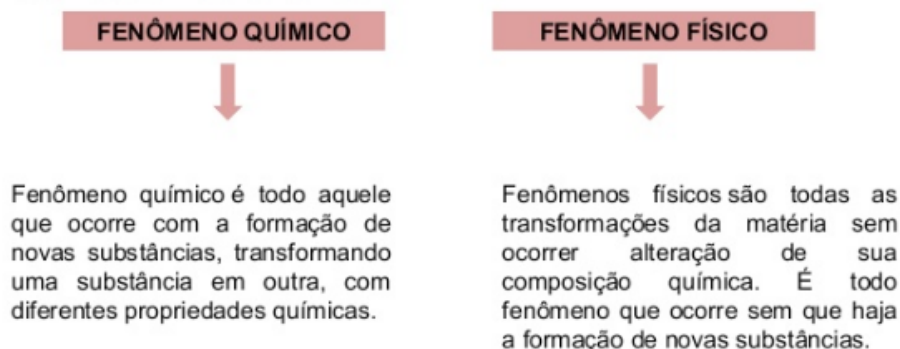 FENÔMENO QUÍMICO
FENÔMENO FÍSICO
Fenômeno químico é todo aquele
que ocorre com a formação de
novas substâncias, transformando
uma substância em outra, com
diferentes propriedades químicas.
Fenômenos físicos são todas as
transformações da matéria sem
ocorrer alteração de sua
composição química. É todo
fenômeno que ocorre sem que haja
a formação de novas substâncias.